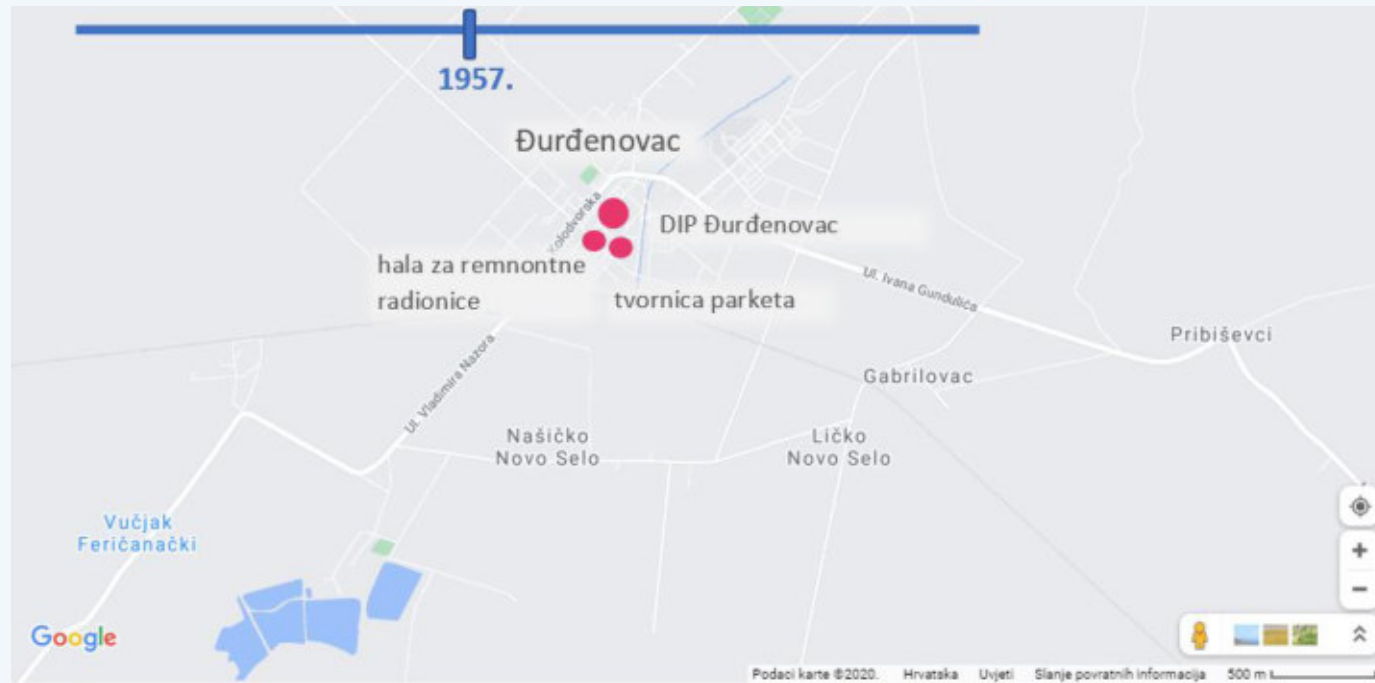 1957.
Đurđenovac
Kolodvorska
DIP Đurđenovac
hala za remnontne
radionice
tvornica parketa
Ul. Ivana Gundulića
Pribiševci
Gabrilovac
Ul. Vladimira Nazora
Našičko
Novo Selo
Ličko
Novo Selo
Vučjak
Feričanački
Google
Podaci karte ©2020. Hrvatska Uvjeti Slanje povratnih informacija 500 m